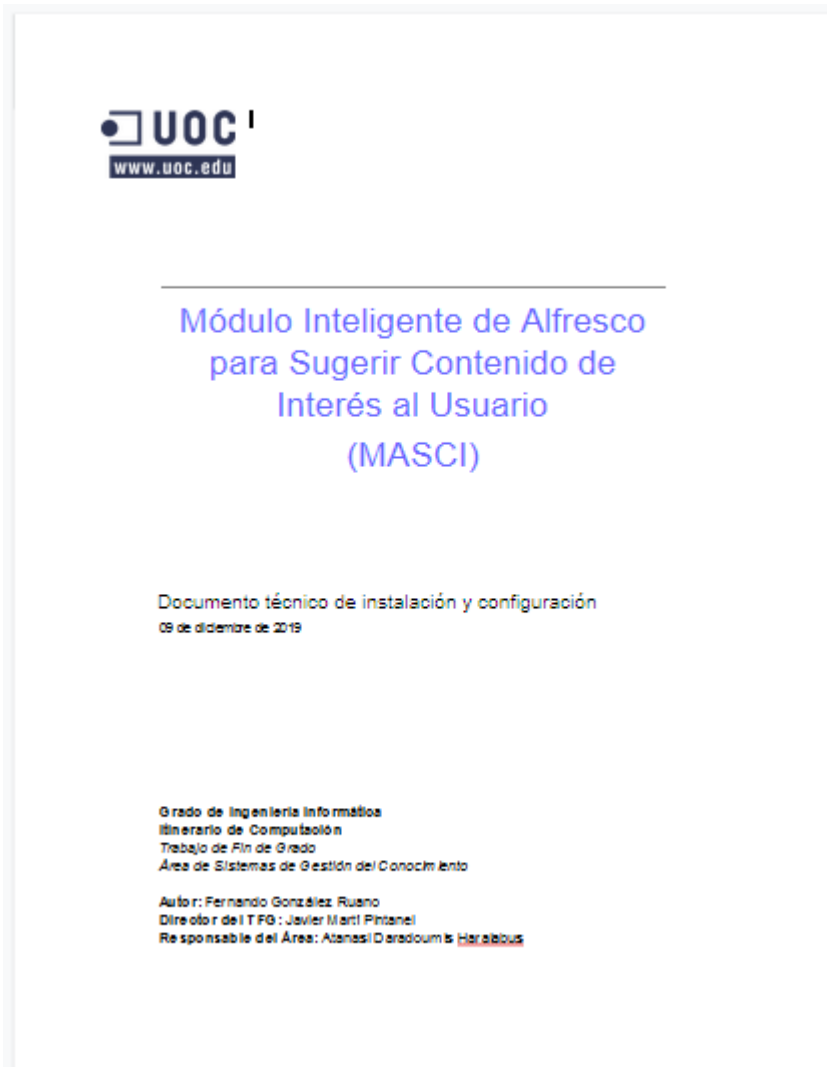 UOC
www.uoc.edu
Módulo Inteligente de Alfresco
para Sugerir Contenido de
Interés al Usuario
(MASCI)
Documento técnico de instalación y configuración
09 de diciembre de 2019
Grado de Ingeniería Informática
Itinerario de Computación
Trabajo de Fin de Grado
Área de Sistemas de Gestión del Conocimiento
Autor: Fernando González Ruano
Director del TFG: Javier Martí Pintanel
Responsable del Área: Atanasi Daradoumis Haralabus